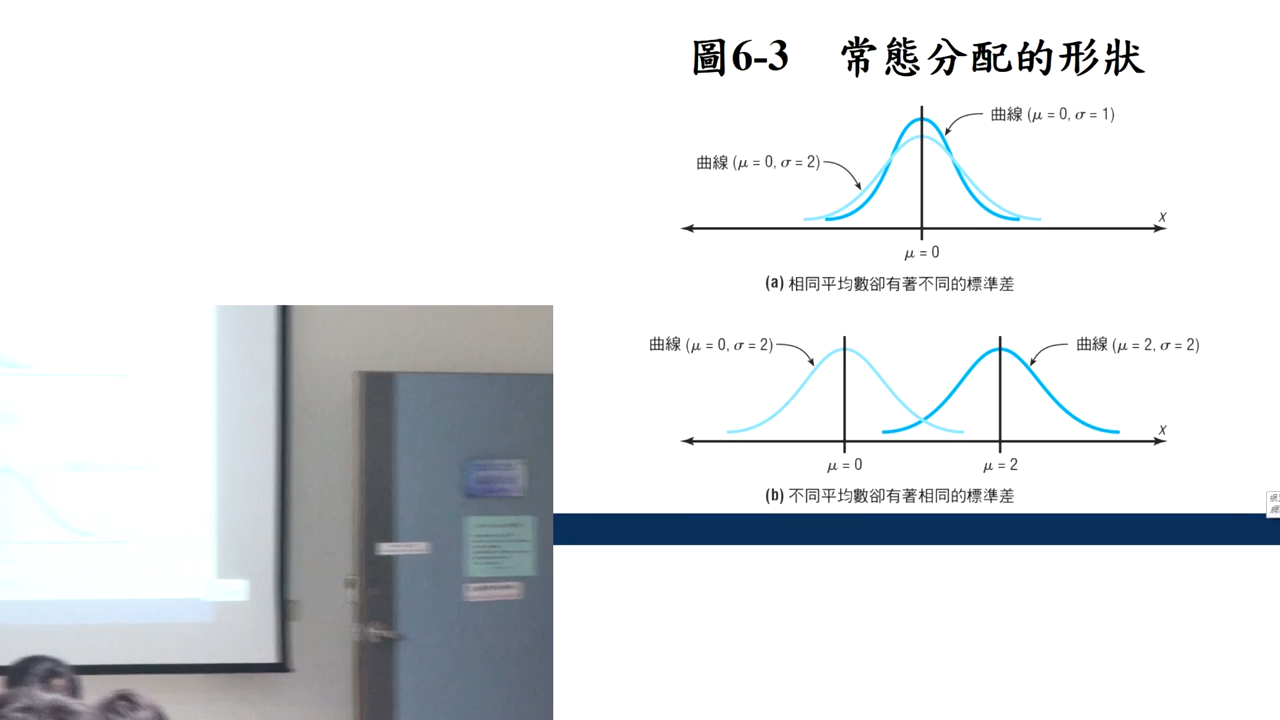 圖6-3 常態分配的形狀
曲線 (μ = 0, σ = 1)
曲線 (μ = 0, σ = 2)
x
μ = 0
(a) 相同平均數卻有著不同的標準差
曲線 (μ = 0, σ = 2)
曲線 (μ = 2, σ = 2)
x
μ = 0
μ = 2
(b) 不同平均數卻有著相同的標準差